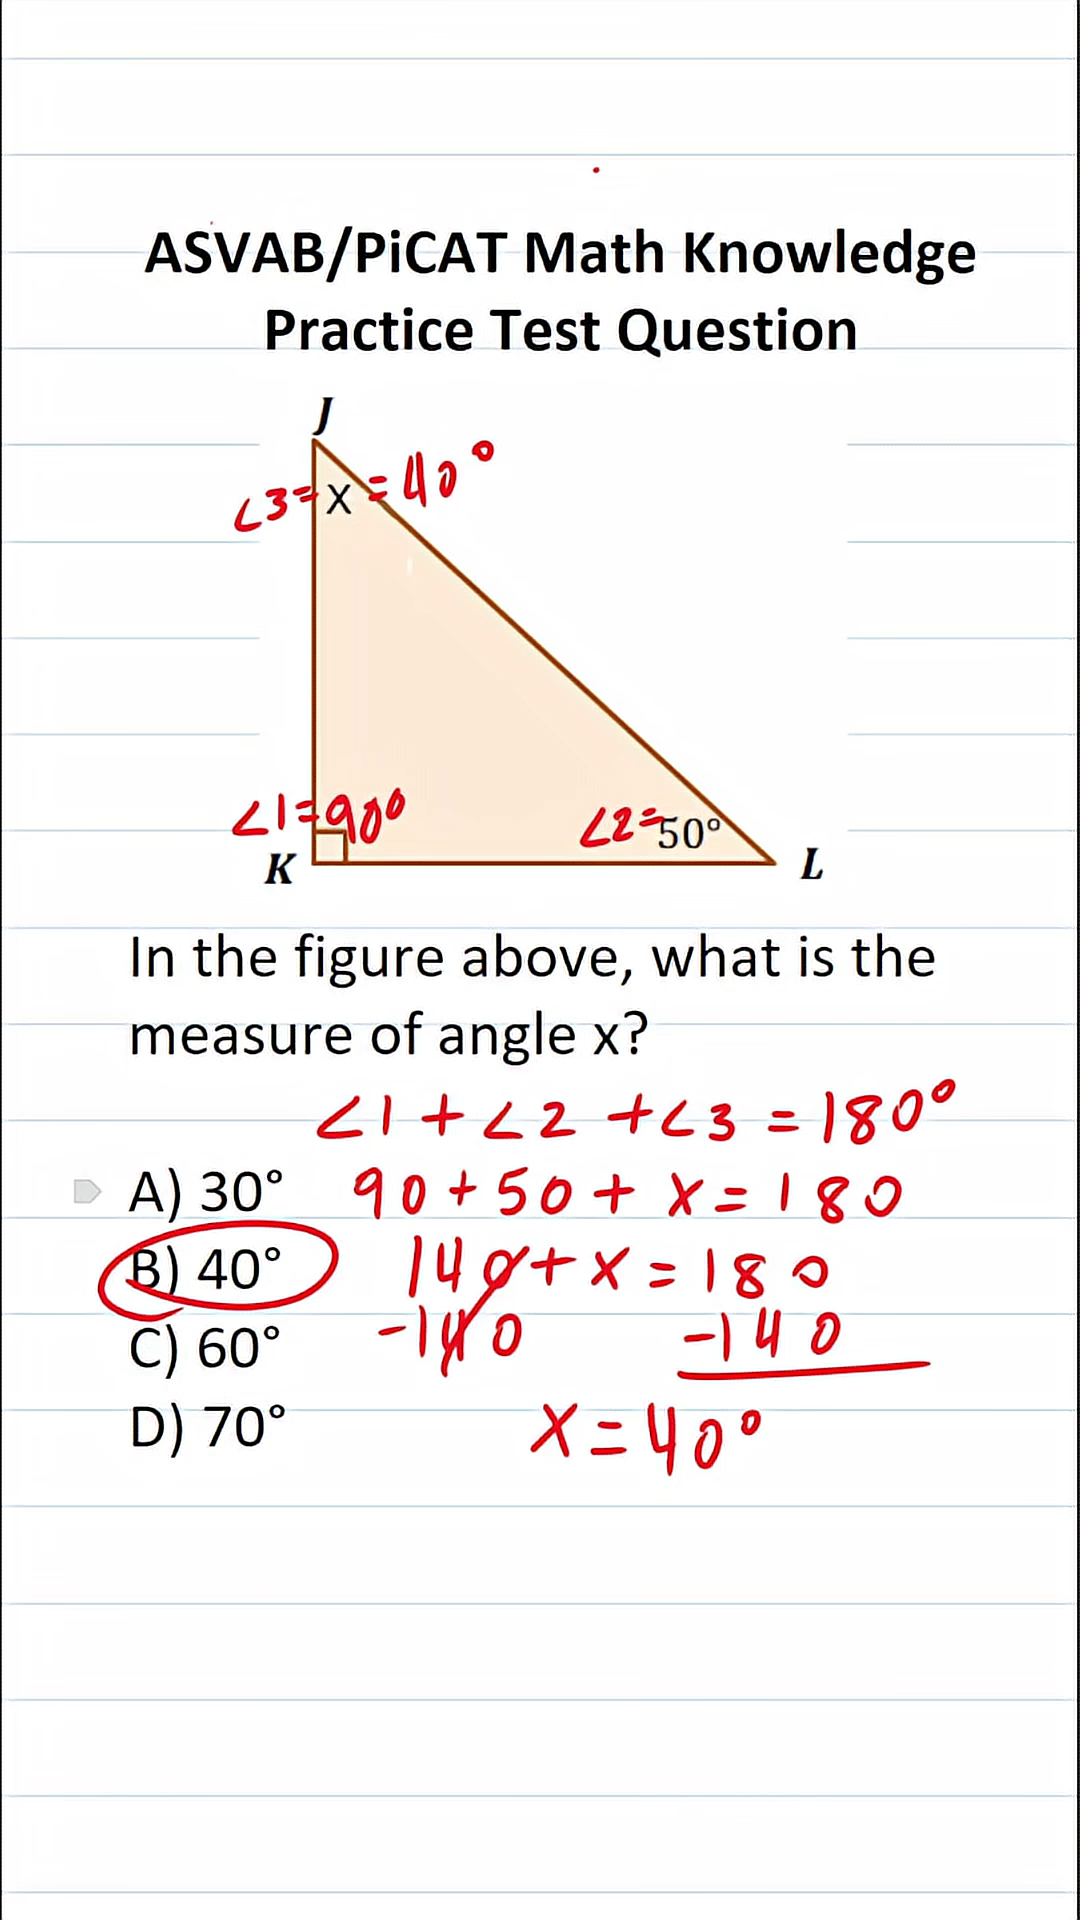 ASVAB/PiCAT Math Knowledge
Practice Test Question
J
∠3= x = 40°
∠1=90°
∠2=50°
K
L
In the figure above, what is the
measure of angle x?
∠1 + ∠2 + ∠3 = 180°
A) 30°
90 + 50 + x = 180
B) 40°
140 + x = 180
-140 -140
C) 60°
D) 70°
x = 40°